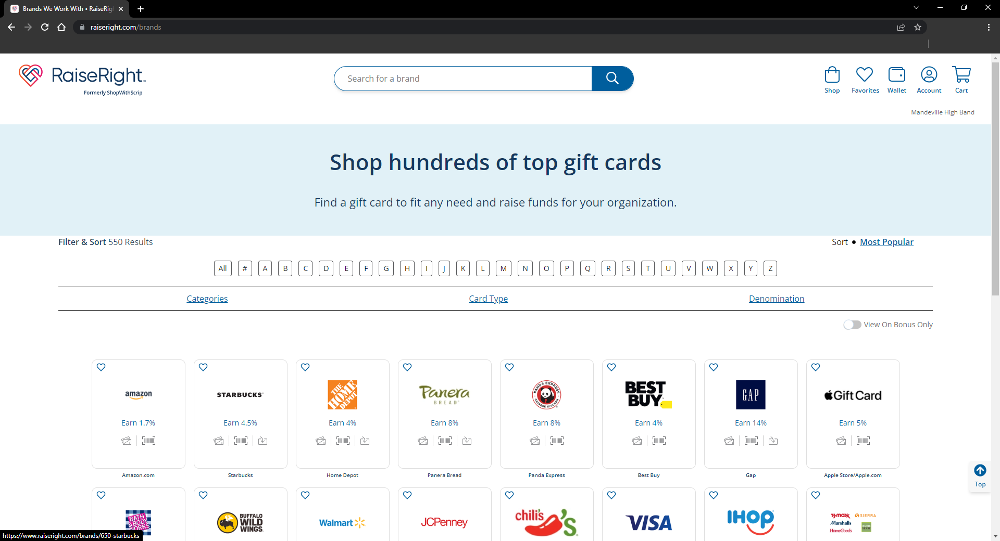 Brands We Work With • RaiseRig
raiseright.com/brands
RaiseRight™
Formerly ShopWithScrip
Search for a brand
Shop
Favorites
Wallet
Account
Cart
Mandeville High Band
Shop hundreds of top gift cards
Find a gift card to fit any need and raise funds for your organization.
Filter & Sort 550 Results
Sort • Most Popular
All # A B C D E F G H I J K L M N O P Q R S T U V W X Y Z
Categories
Card Type
Denomination
View On Bonus Only
amazon
STARBUCKS®
THE HOME DEPOT
Panera BREAD®
PANDA EXPRESS CHINESE KITCHEN
BEST BUY™
GAP
Gift Card
Earn 1.7%
Earn 4.5%
Earn 4%
Earn 8%
Earn 8%
Earn 4%
Earn 14%
Earn 5%
Amazon.com
Starbucks
Home Depot
Panera Bread
Panda Express
Best Buy
Gap
Apple Store/Apple.com
Top
BATH & BODY WORKS
BUFFALO WILD WINGS
Walmart
JCPenney
chili's
VISA
IHOP
T.J.maxx SIERRA
Marshalls
HomeGoods
https://www.raiseright.com/brands/650-starbucks